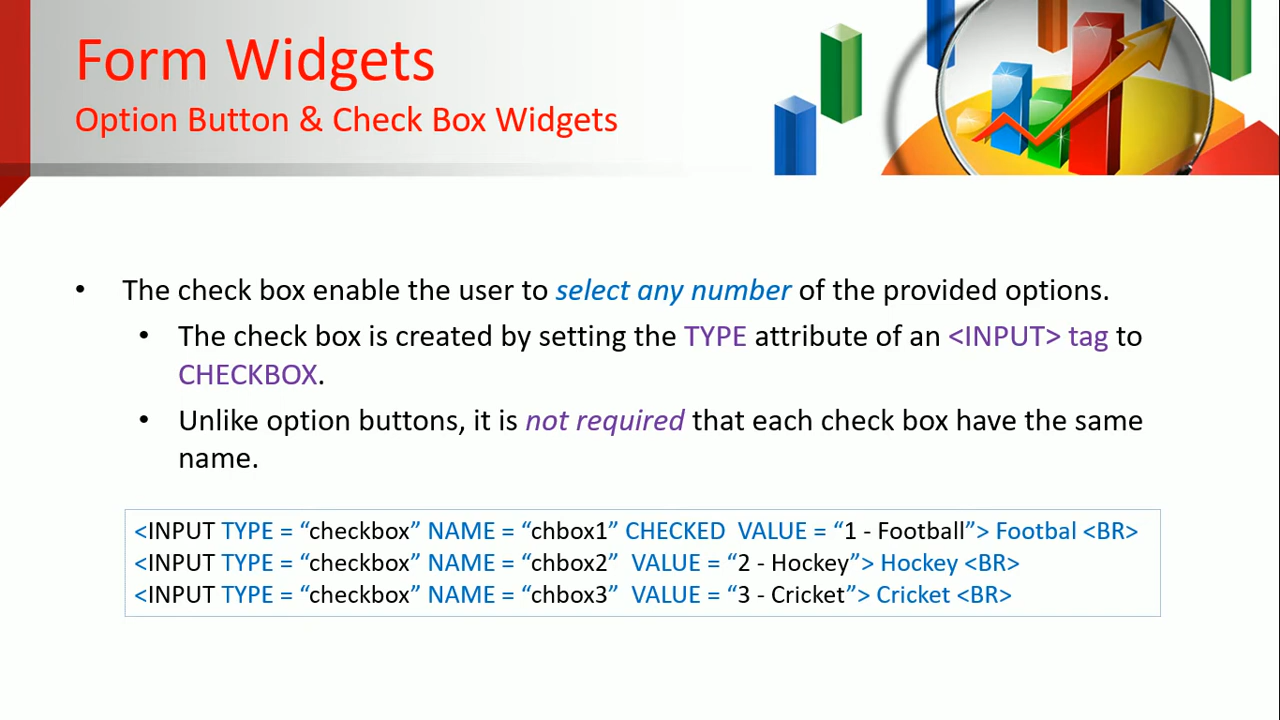 Form Widgets
Option Button & Check Box Widgets
• The check box enable the user to select any number of the provided options.
• The check box is created by setting the TYPE attribute of an <INPUT> tag to
CHECKBOX.
• Unlike option buttons, it is not required that each check box have the same
name.
<INPUT TYPE = “checkbox” NAME = “chbox1” CHECKED  VALUE = “1 - Football”> Footbal <BR>
<INPUT TYPE = “checkbox” NAME = “chbox2”  VALUE = “2 - Hockey”> Hockey <BR>
<INPUT TYPE = “checkbox” NAME = “chbox3”  VALUE = “3 - Cricket”> Cricket <BR>